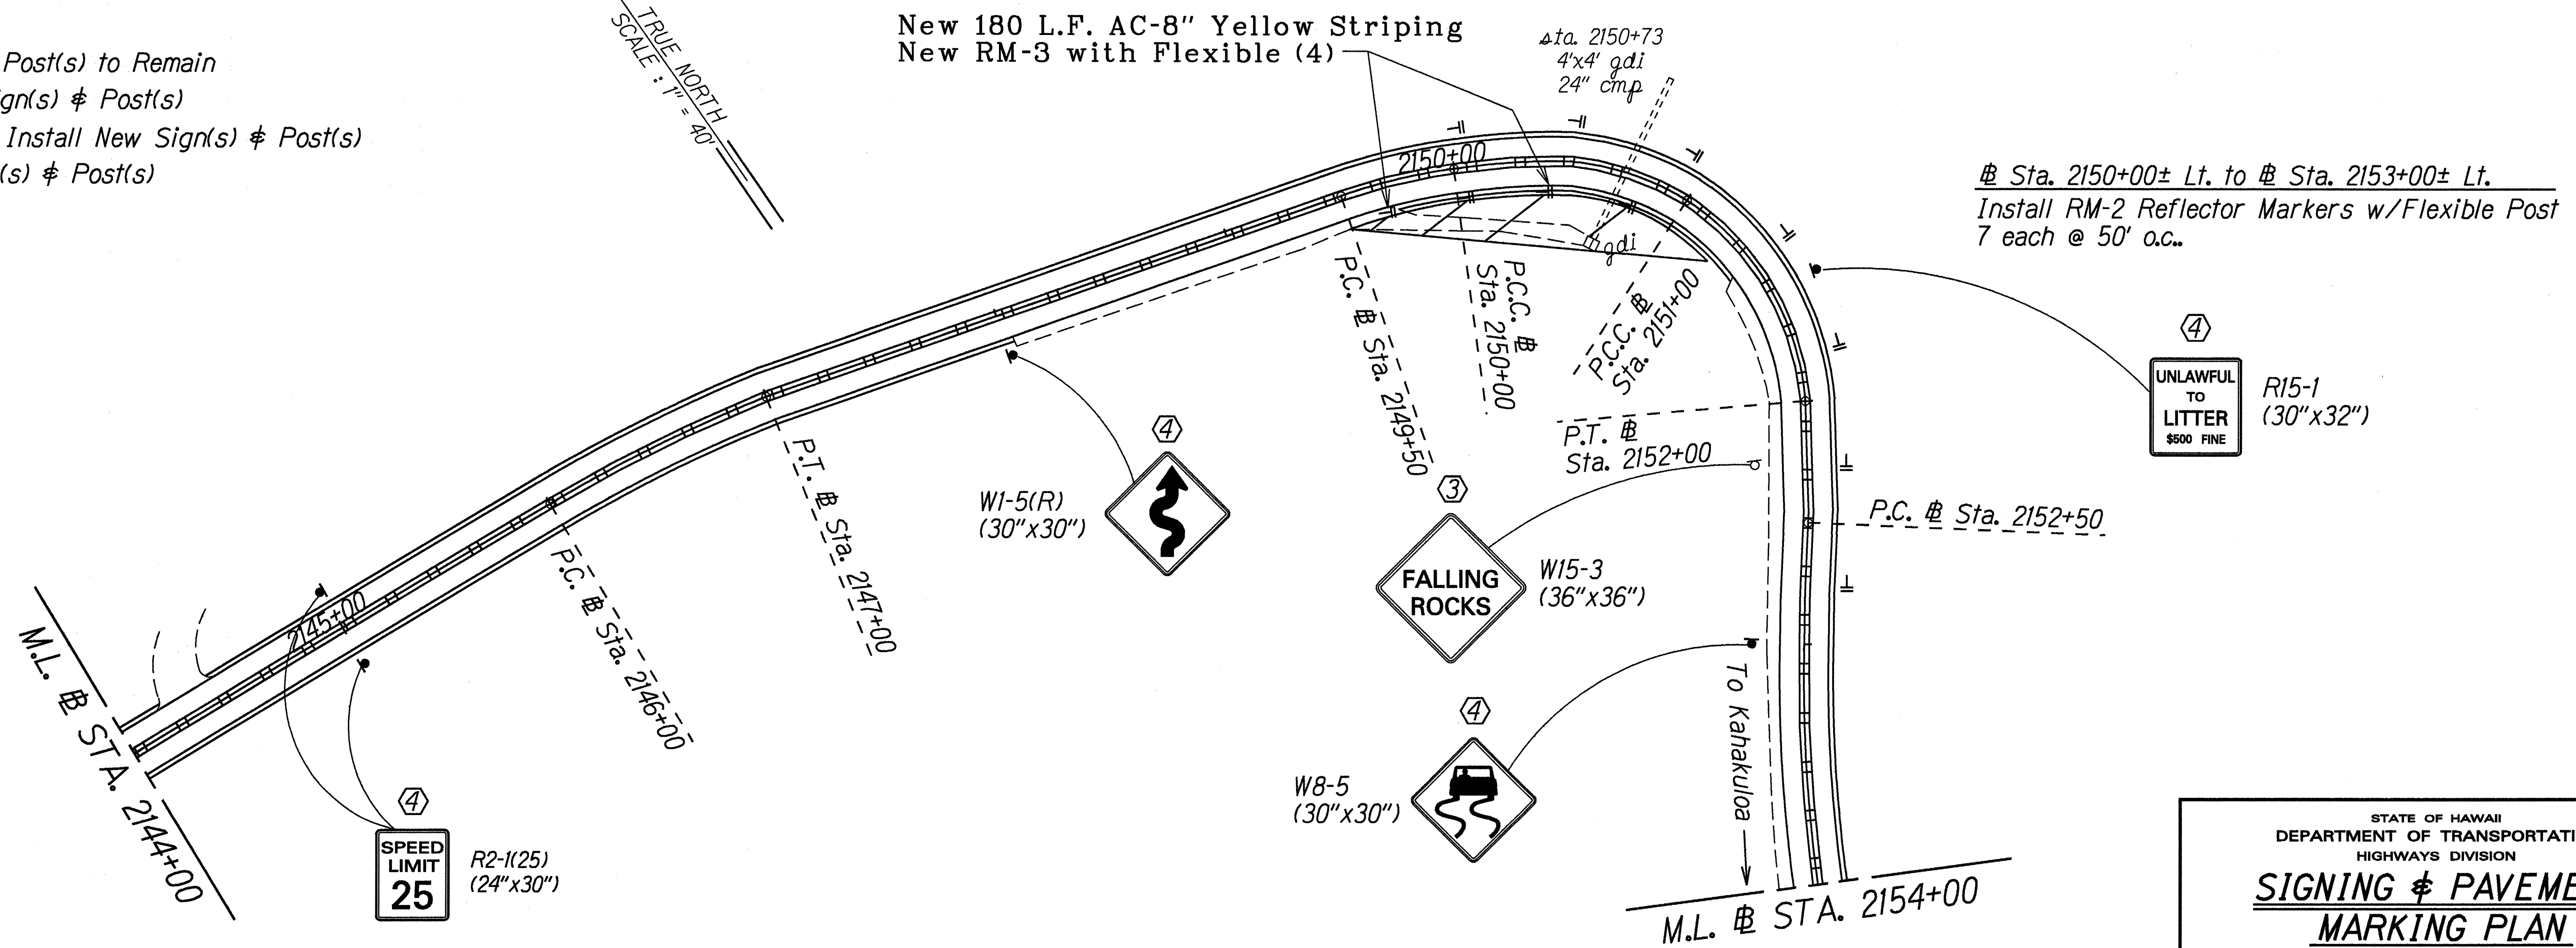 Post(s) to Remain
gn(s) & Post(s)
Install New Sign(s) & Post(s)
(s) & Post(s)
TRUE NORTH
SCALE : 1" = 40'
New 180 L.F. AC-8" Yellow Striping
New RM-3 with Flexible (4)
sta. 2150+73
4'x4' gdi
24" cmp
2150+00
gdi
℄ Sta. 2150+00± Lt. to ℄ Sta. 2153+00± Lt.
Install RM-2 Reflector Markers w/Flexible Post
7 each @ 50' o.c..
P.C. ℄ Sta. 2149+50
P.C.C. ℄
Sta. 2150+00
P.C.C. ℄
Sta. 2151+00
P.T. ℄
Sta. 2152+00
P.C. ℄ Sta. 2152+50
4
UNLAWFUL
TO
LITTER
$500 FINE
R15-1
(30"x32")
4
W1-5(R)
(30"x30")
3
FALLING
ROCKS
W15-3
(36"x36")
4
W8-5
(30"x30")
To Kahakuloa
P.T. ℄ Sta. 2147+00
P.C. ℄ Sta. 2146+00
2145+00
M.L. ℄ STA. 2144+00
4
SPEED
LIMIT
25
R2-1(25)
(24"x30")
M.L. ℄ STA. 2154+00
STATE OF HAWAII
DEPARTMENT OF TRANSPORTATI
HIGHWAYS DIVISION
SIGNING & PAVEME
MARKING PLAN